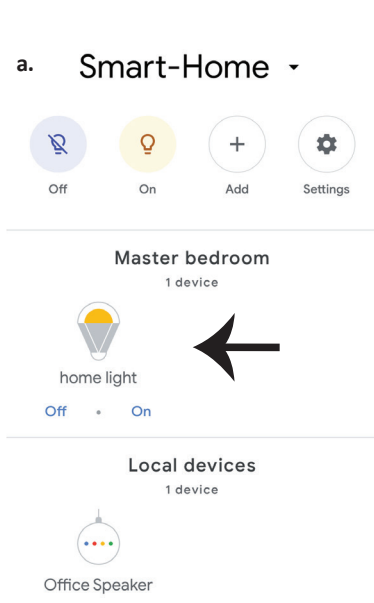 a. Smart-Home
Off On Add Settings
Master bedroom
1 device
home light
Off • On
Local devices
1 device
Office Speaker